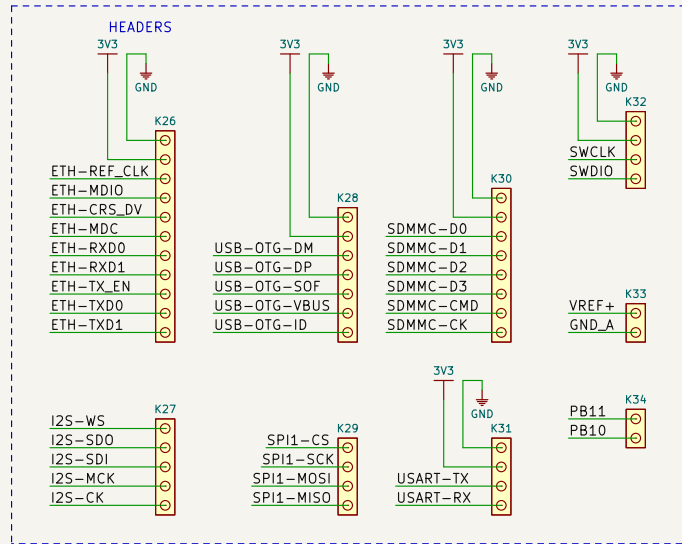 HEADERS
3V3
GND
K26
ETH-REF_CLK
ETH-MDIO
ETH-CRS_DV
ETH-MDC
ETH-RXD0
ETH-RXD1
ETH-TX_EN
ETH-TXD0
ETH-TXD1
3V3
GND
K28
USB-OTG-DM
USB-OTG-DP
USB-OTG-SOF
USB-OTG-VBUS
USB-OTG-ID
3V3
GND
K30
SDMMC-D0
SDMMC-D1
SDMMC-D2
SDMMC-D3
SDMMC-CMD
SDMMC-CK
3V3
GND
K32
SWCLK
SWDIO
K33
VREF+
GND_A
K27
I2S-WS
I2S-SDO
I2S-SDI
I2S-MCK
I2S-CK
K29
SPI1-CS
SPI1-SCK
SPI1-MOSI
SPI1-MISO
3V3
GND
K31
USART-TX
USART-RX
K34
PB11
PB10